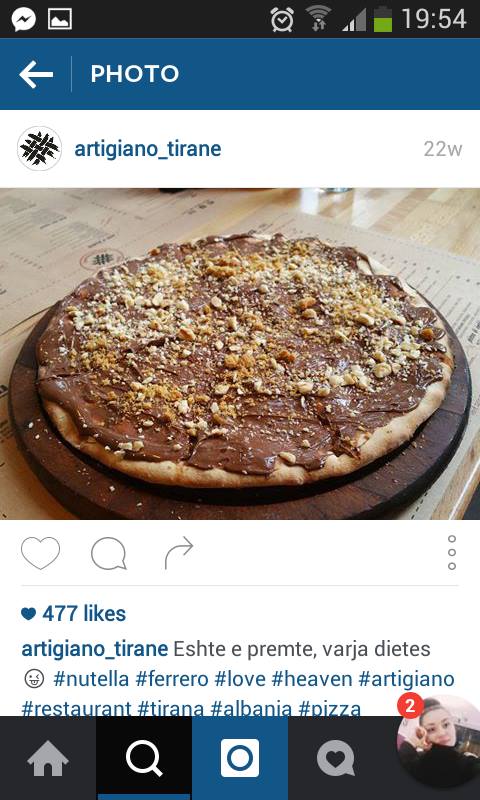 19:54
PHOTO
artigiano_tirane
22w
477 likes
artigiano_tirane Eshte e premte, varja dietes
😜 #nutella #ferrero #love #heaven #artigiano
#restaurant #tirana #albania #pizza
2